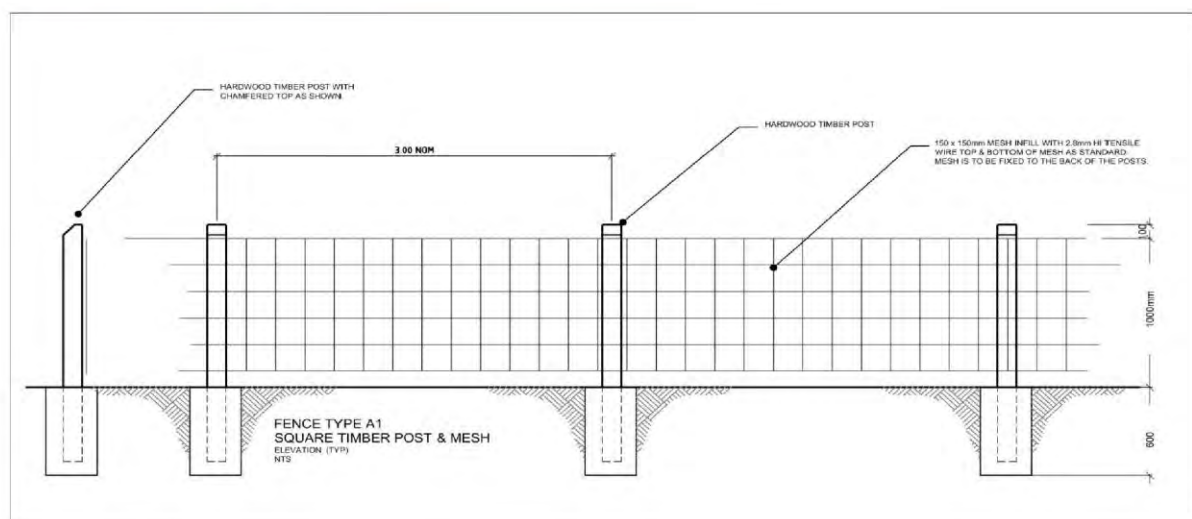 HARDWOOD TIMBER POST WITH
CHAMFERED TOP AS SHOWN
HARDWOOD TIMBER POST
3.00 NOM
150 x 150mm MESH INFILL WITH 2.8mm HI TENSILE
WIRE TOP & BOTTOM OF MESH AS STANDARD
MESH IS TO BE FIXED TO THE BACK OF THE POSTS.
100
1000mm
600
FENCE TYPE A1
SQUARE TIMBER POST & MESH
ELEVATION (TYP)
NTS